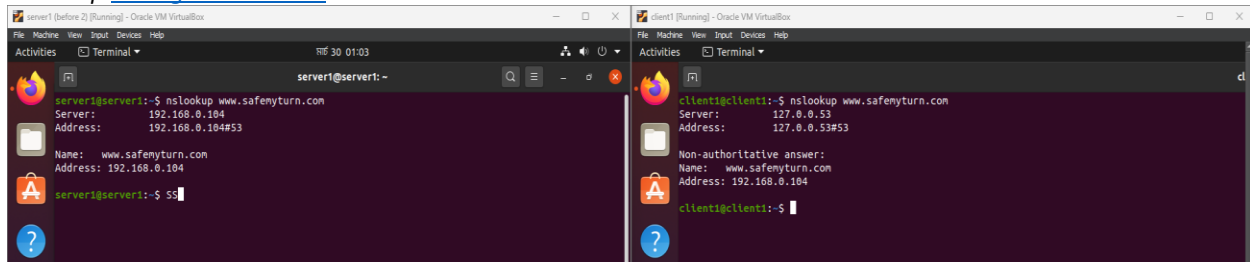 server1 (before 2) [Running] - Oracle VM VirtualBox
File Machine View Input Devices Help
Activities Terminal ▾ मार्च 30 01:03
server1@server1: ~
server1@server1:~$ nslookup www.safemyturn.com
Server: 192.168.0.104
Address: 192.168.0.104#53
Name: www.safemyturn.com
Address: 192.168.0.104
server1@server1:~$ SS
client1 [Running] - Oracle VM VirtualBox
File Machine View Input Devices Help
Activities Terminal ▾
cl
client1@client1:~$ nslookup www.safemyturn.com
Server: 127.0.0.53
Address: 127.0.0.53#53
Non-authoritative answer:
Name: www.safemyturn.com
Address: 192.168.0.104
client1@client1:~$